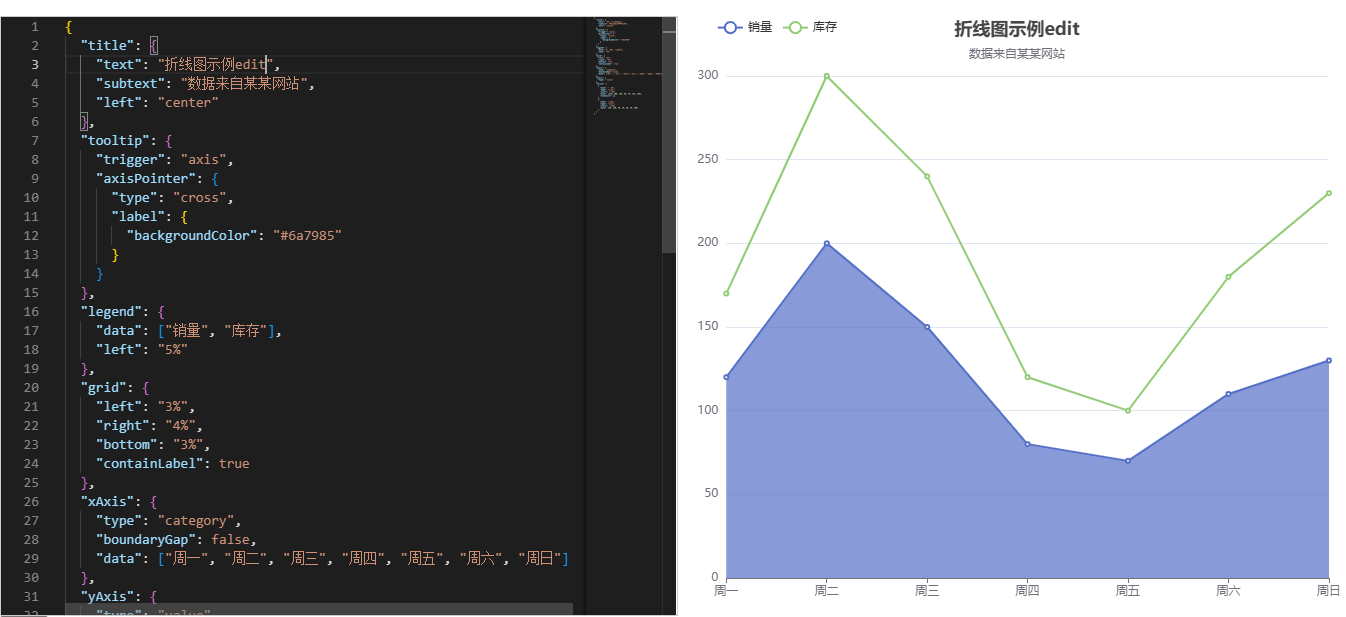 1 {
2 "title": {
3 "text": "折线图示例edit",
4 "subtext": "数据来自某某网站",
5 "left": "center"
6 },
7 "tooltip": {
8 "trigger": "axis",
9 "axisPointer": {
10 "type": "cross",
11 "label": {
12 "backgroundColor": "#6a7985"
13 }
14 }
15 },
16 "legend": {
17 "data": ["销量", "库存"],
18 "left": "5%"
19 },
20 "grid": {
21 "left": "3%",
22 "right": "4%",
23 "bottom": "3%",
24 "containLabel": true
25 },
26 "xAxis": {
27 "type": "category",
28 "boundaryGap": false,
29 "data": ["周一", "周二", "周三", "周四", "周五", "周六", "周日"]
30 },
31 "yAxis": {
32 "type": "value"
销量 库存
折线图示例edit
数据来自某某网站
300
250
200
150
100
50
0
周一 周二 周三 周四 周五 周六 周日